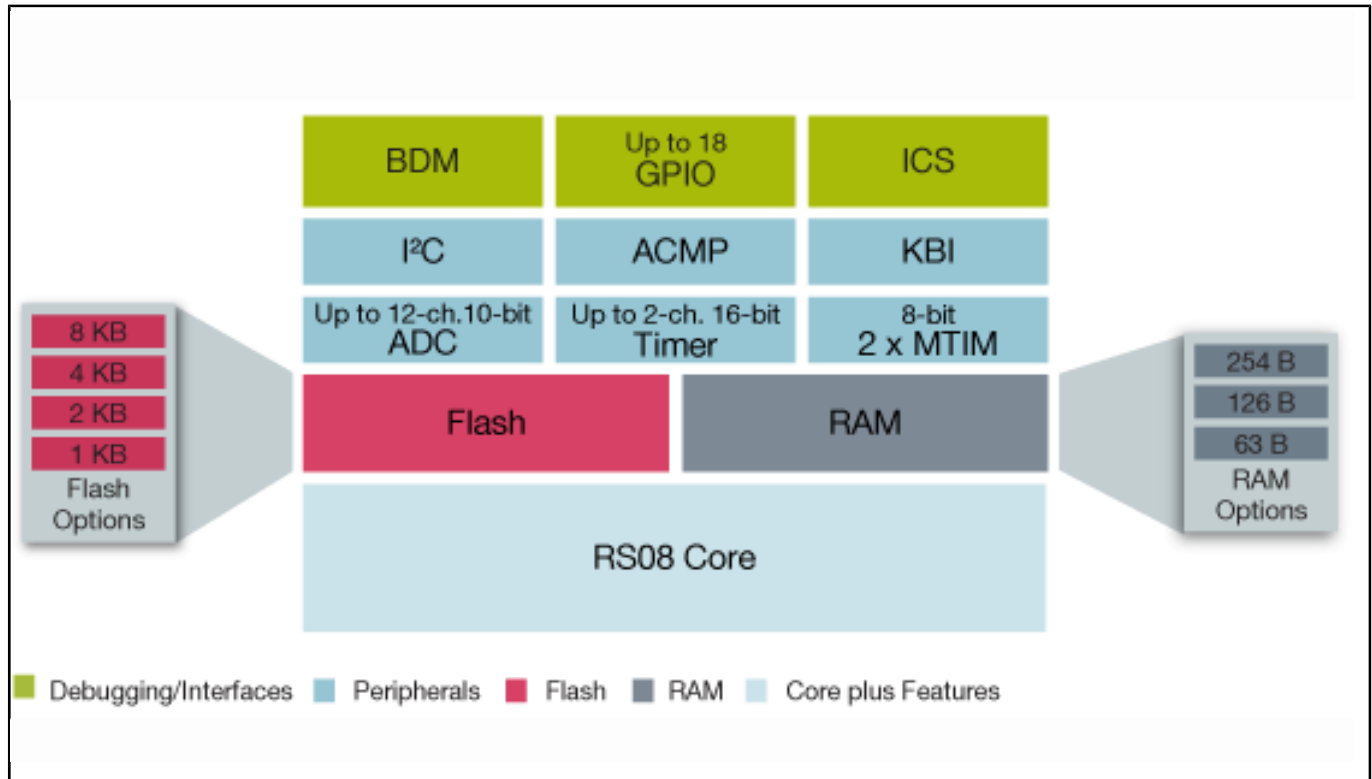 BDM
Up to 18
GPIO
ICS
I²C
ACMP
KBI
Up to 12-ch.10-bit
ADC
Up to 2-ch. 16-bit
Timer
8-bit
2 x MTIM
8 KB
4 KB
2 KB
1 KB
Flash
Options
Flash
RAM
254 B
126 B
63 B
RAM
Options
RS08 Core
Debugging/Interfaces
Peripherals
Flash
RAM
Core plus Features